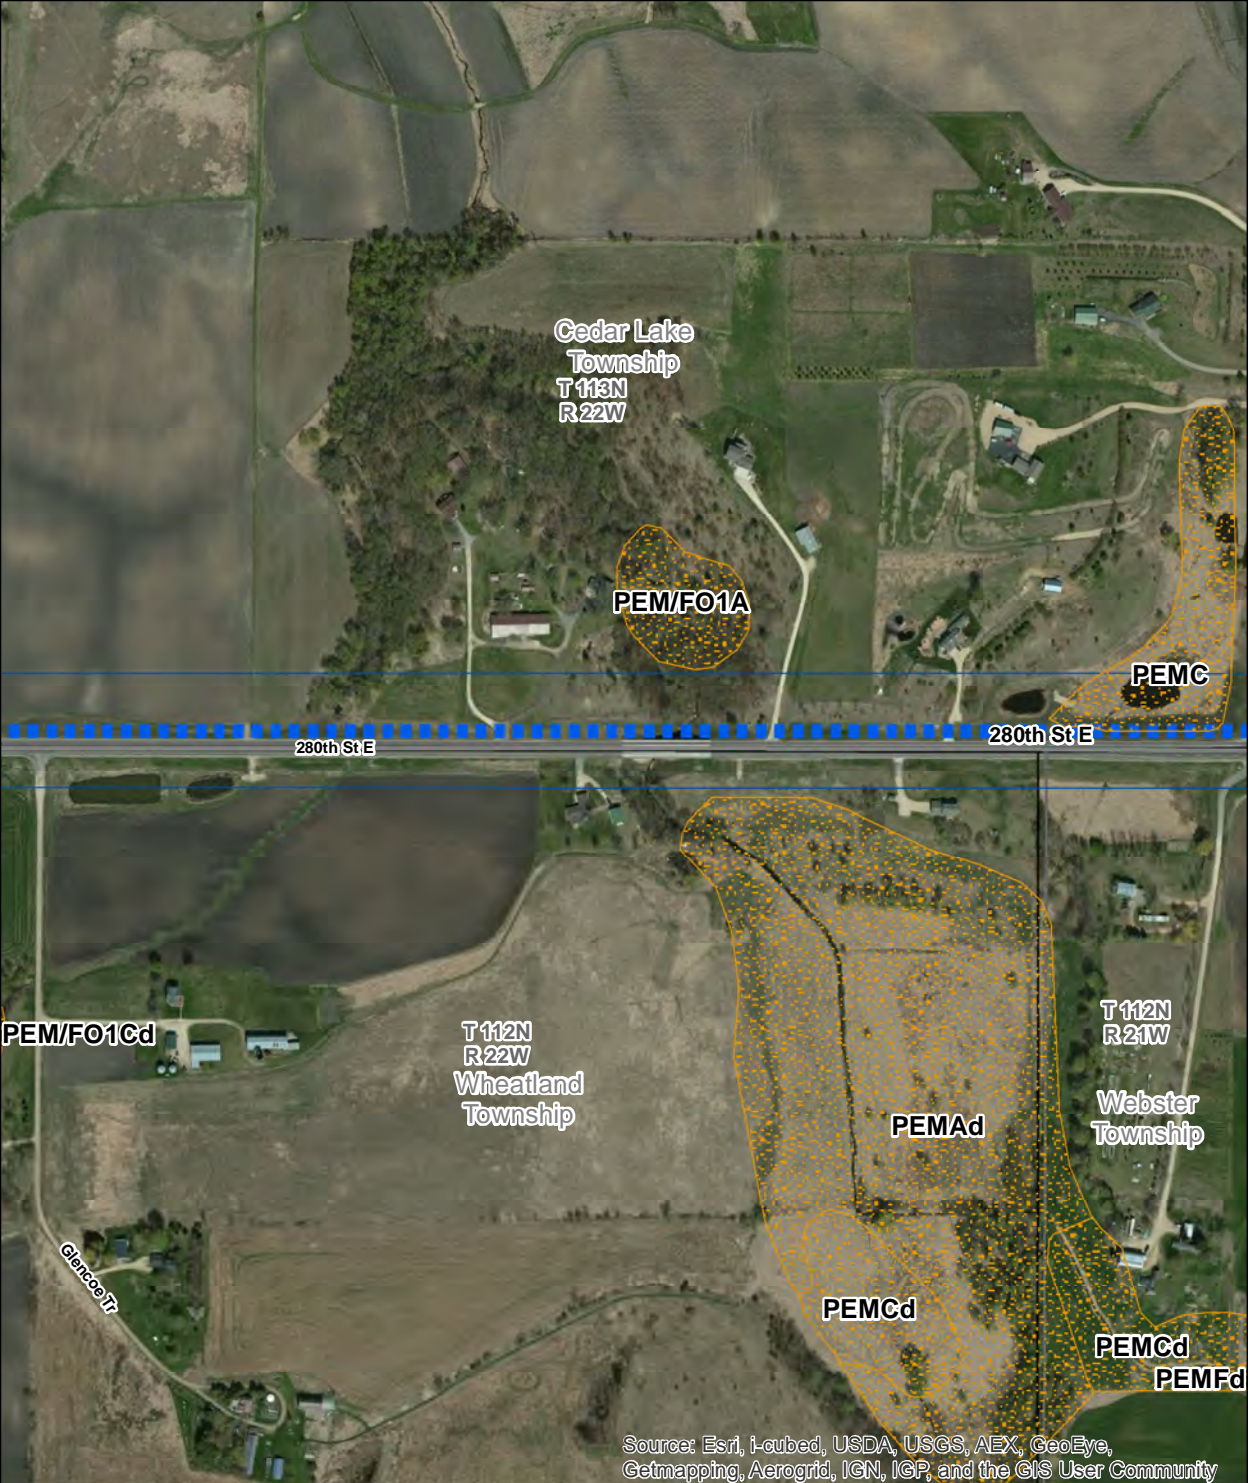 Cedar Lake
Township
T 113N
R 22W
PEM/FO1A
PEMC
280th St E
280th St E
PEM/FO1Cd
T 112N
R 22W
Wheatland
Township
T 112N
R 21W
Webster
Township
PEMAd
Glencoe Tr
PEMCd
PEMCd
PEMFd
Source: Esri, i-cubed, USDA, USGS, AEX, GeoEye,
Getmapping, Aerogrid, IGN, IGP, and the GIS User Community